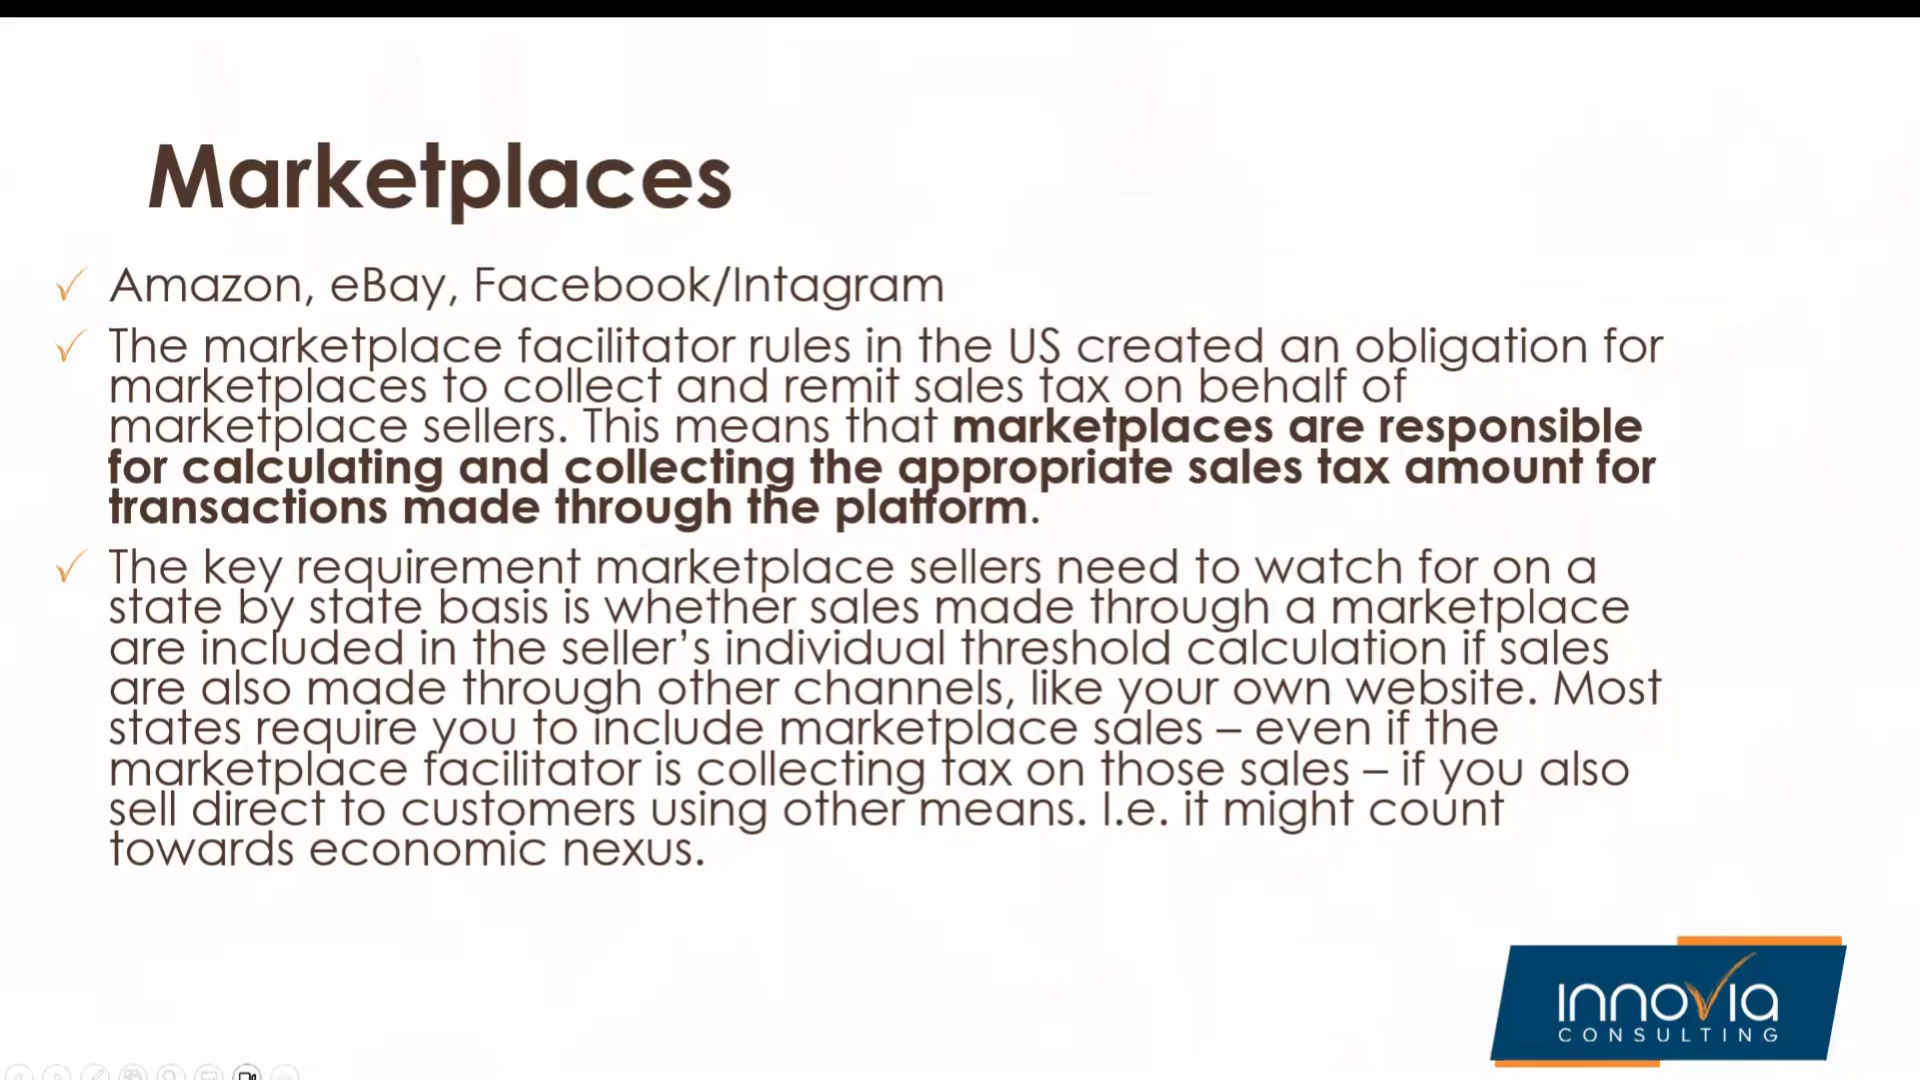 Marketplaces
Amazon, eBay, Facebook/Intagram
The marketplace facilitator rules in the US created an obligation for
marketplaces to collect and remit sales tax on behalf of
marketplace sellers. This means that marketplaces are responsible
for calculating and collecting the appropriate sales tax amount for
transactions made through the platform.
The key requirement marketplace sellers need to watch for on a
state by state basis is whether sales made through a marketplace
are included in the seller’s individual threshold calculation if sales
are also made through other channels, like your own website. Most
states require you to include marketplace sales – even if the
marketplace facilitator is collecting tax on those sales – if you also
sell direct to customers using other means. I.e. it might count
towards economic nexus.
innovia
CONSULTING